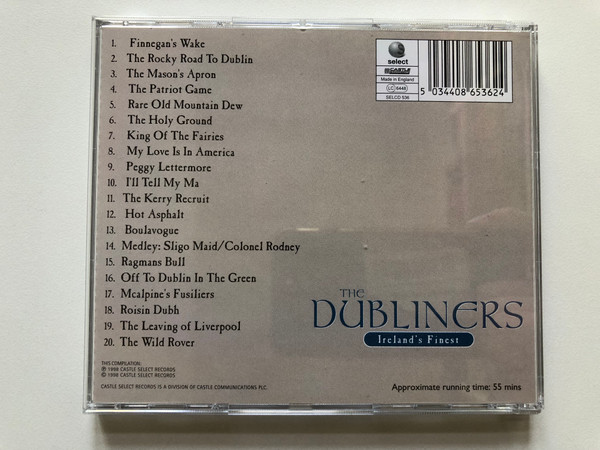 1. Finnegan's Wake
2. The Rocky Road To Dublin
3. The Mason's Apron
4. The Patriot Game
5. Rare Old Mountain Dew
6. The Holy Ground
7. King Of The Fairies
8. My Love Is In America
9. Peggy Lettermore
10. I'll Tell My Ma
11. The Kerry Recruit
12. Hot Asphalt
13. Boulavogue
14. Medley: Sligo Maid/Colonel Rodney
15. Ragmans Bull
16. Off To Dublin In The Green
17. Mcalpine's Fusiliers
18. Roisin Dubh
19. The Leaving of Liverpool
20. The Wild Rover
THIS COMPILATION:
℗ 1998 CASTLE SELECT RECORDS
© 1998 CASTLE SELECT RECORDS
CASTLE SELECT RECORDS IS A DIVISION OF CASTLE COMMUNICATIONS PLC.
select
Made in England
LC 6448
SELCD 536
5 034408 653624
THE
DUBLINERS
Ireland's Finest
Approximate running time: 55 mins